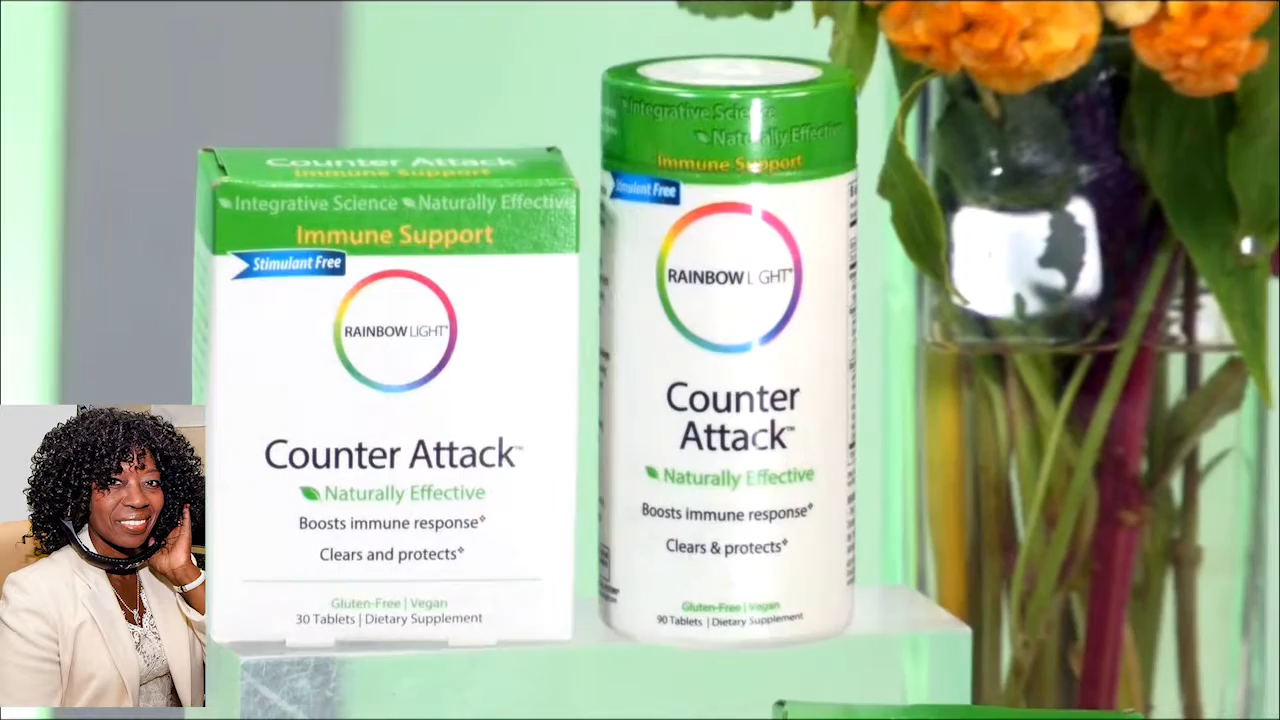 Counter Attack
Immune Support
Integrative Science Naturally Effective
Immune Support
Stimulant Free
RAINBOW LIGHT®
Counter Attack™
Naturally Effective
Boosts immune response❖
Clears and protects❖
Gluten-Free | Vegan
30 Tablets | Dietary Supplement
Integrative Science
Naturally Effective
Immune Support
Stimulant Free
RAINBOW LIGHT®
Counter
Attack™
Naturally Effective
Boosts immune response❖
Clears & protects❖
Gluten-Free | Vegan
90 Tablets | Dietary Supplement